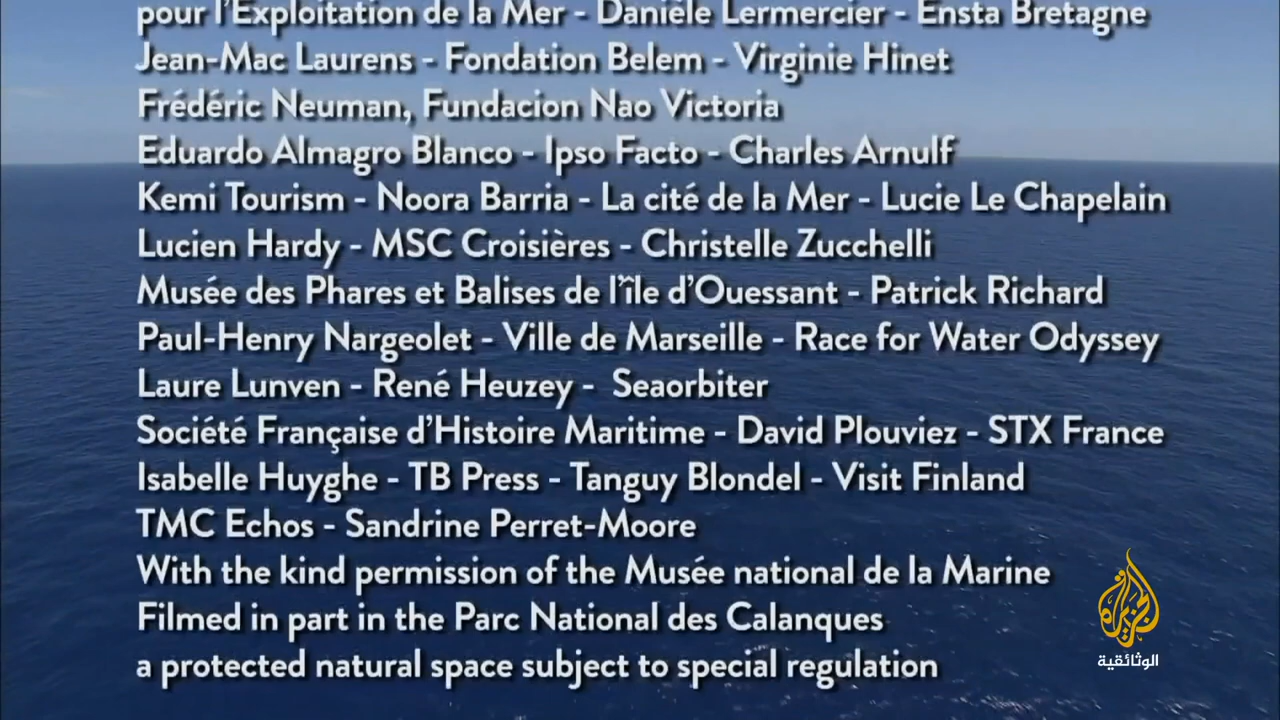 pour l'Exploitation de la Mer - Danièle Lermercier - Ensta Bretagne
Jean-Mac Laurens - Fondation Belem - Virginie Hinet
Frédéric Neuman, Fundacion Nao Victoria
Eduardo Almagro Blanco - Ipso Facto - Charles Arnulf
Kemi Tourism - Noora Barria - La cité de la Mer - Lucie Le Chapelain
Lucien Hardy - MSC Croisières - Christelle Zucchelli
Musée des Phares et Balises de l'île d'Ouessant - Patrick Richard
Paul-Henry Nargeolet - Ville de Marseille - Race for Water Odyssey
Laure Lunven - René Heuzey - Seaorbiter
Société Française d'Histoire Maritime - David Plouviez - STX France
Isabelle Huyghe - TB Press - Tanguy Blondel - Visit Finland
TMC Echos - Sandrine Perret-Moore
With the kind permission of the Musée national de la Marine
Filmed in part in the Parc National des Calanques
a protected natural space subject to special regulation
الجزيرة
الوثائقية